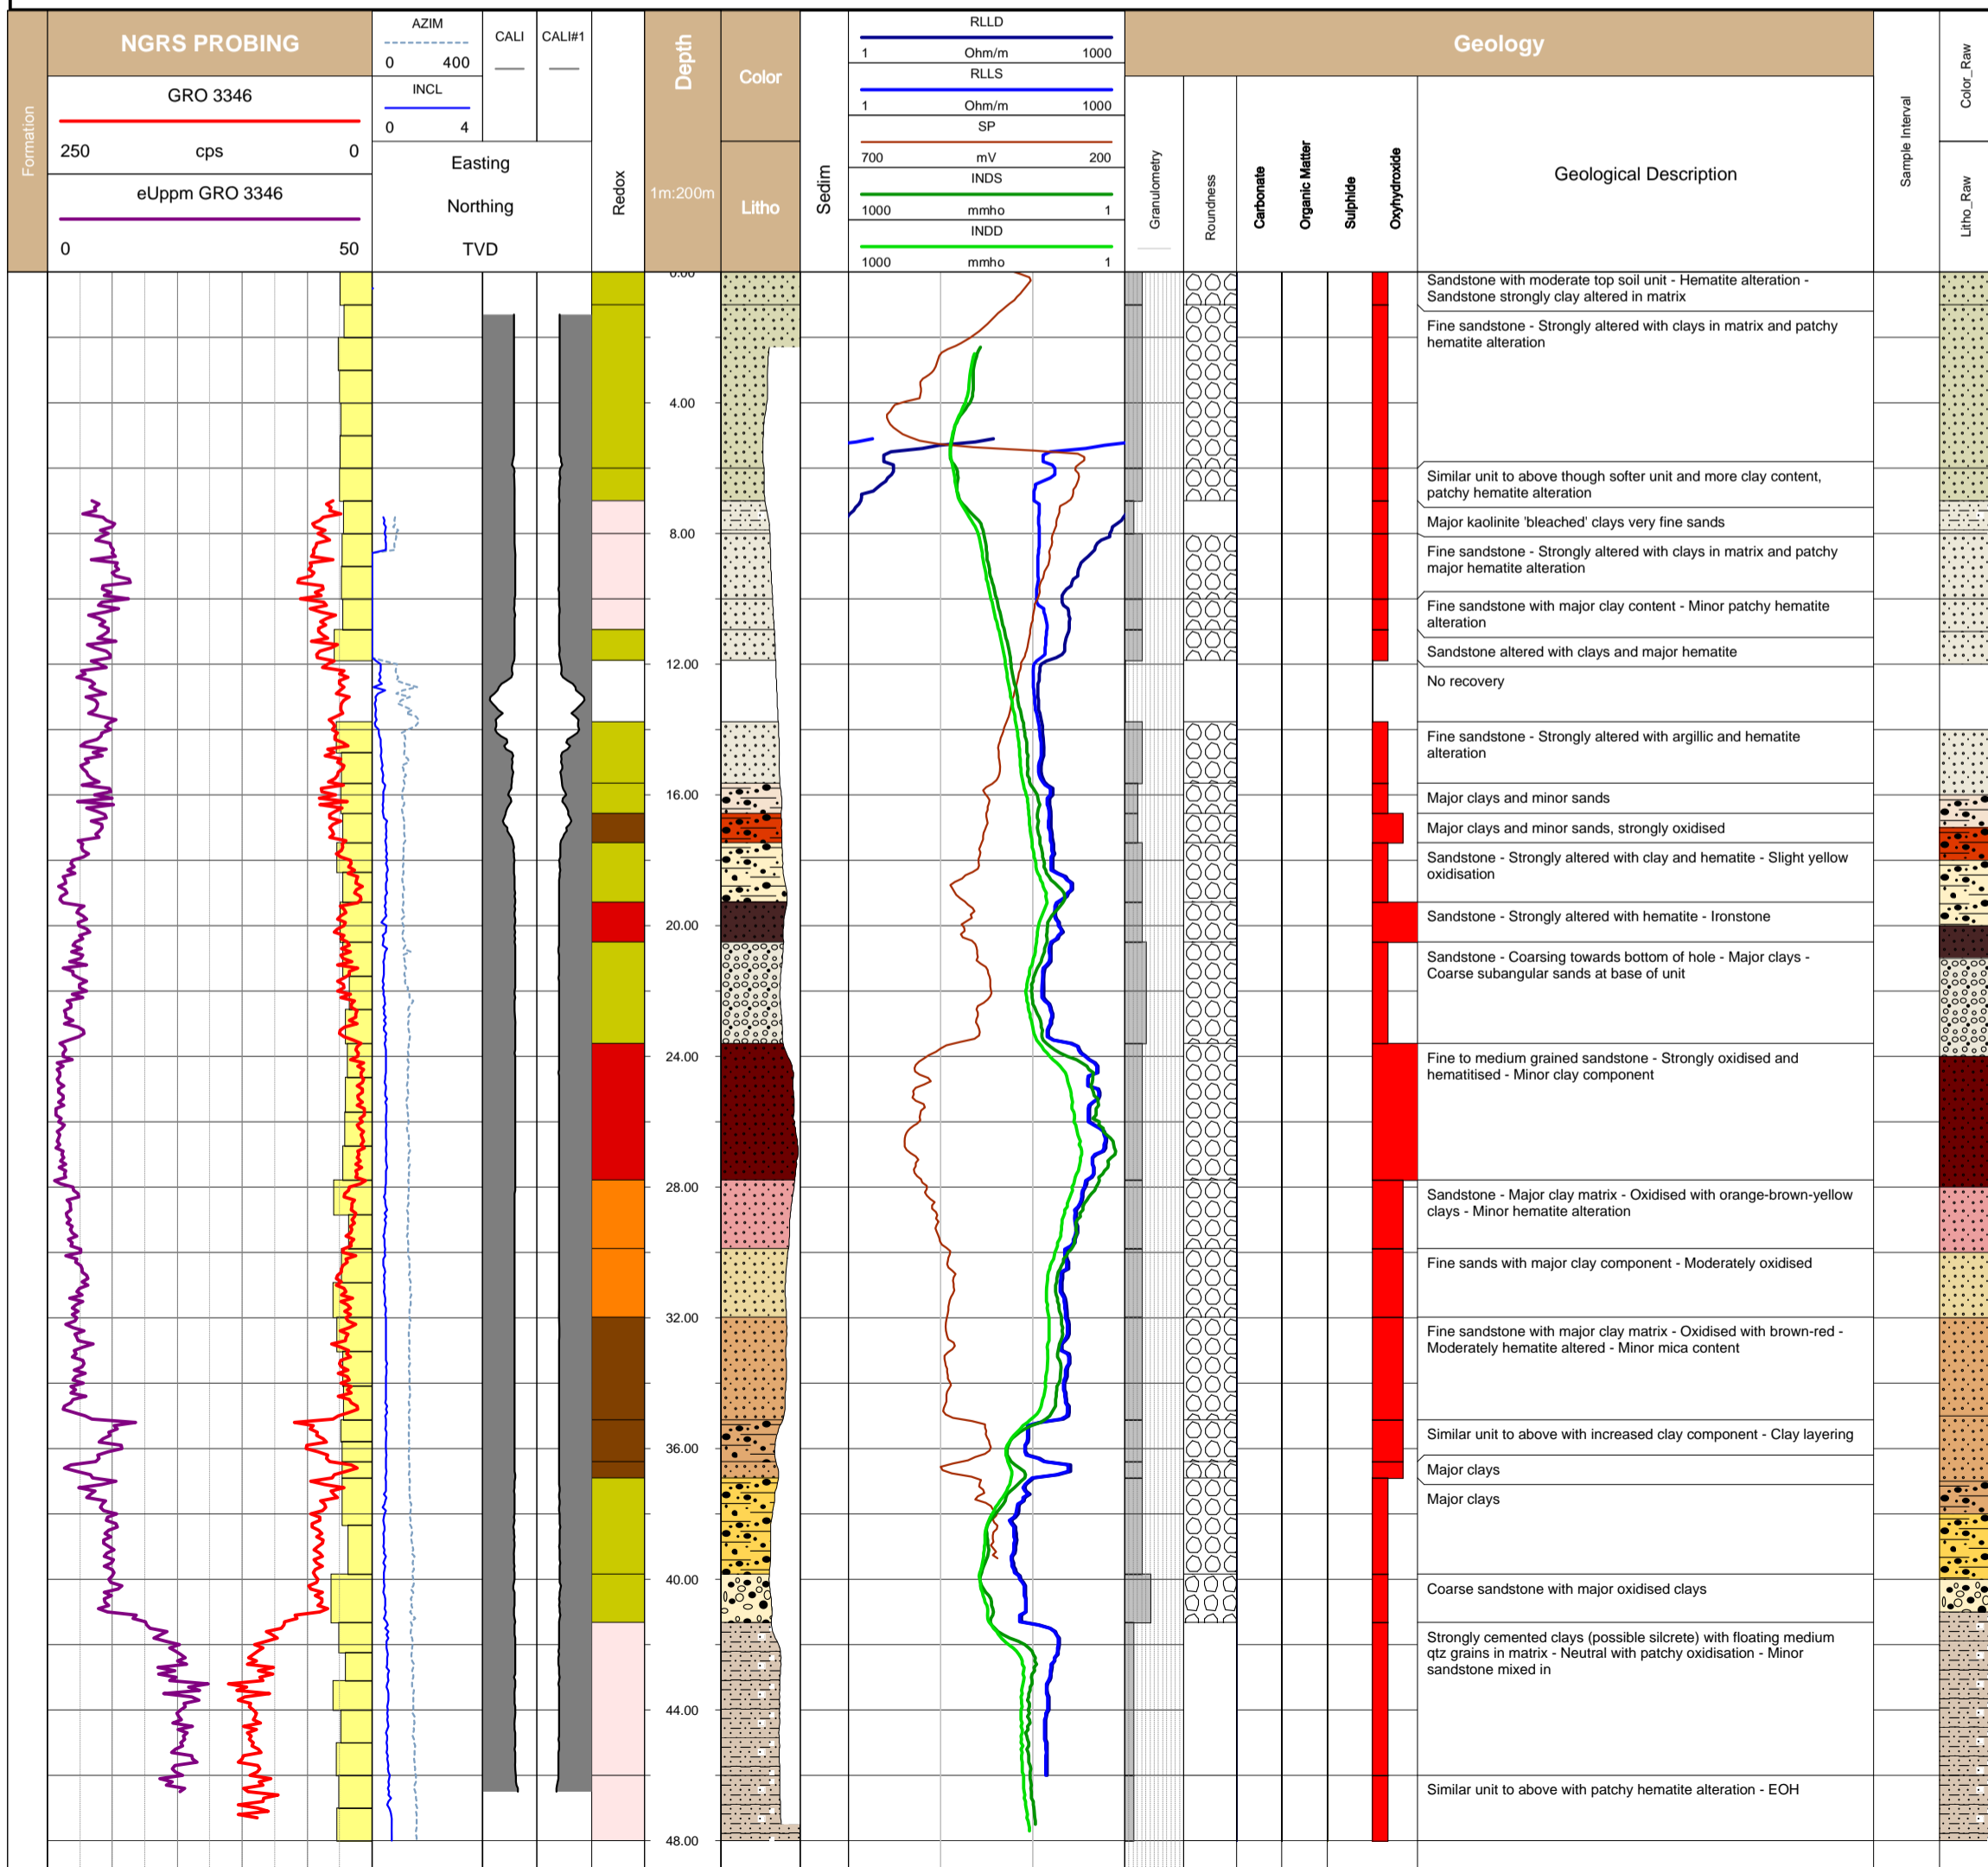 NGRS PROBING
AZIM
0 400
CALI
CALI#1
RLLD
1 Ohm/m 1000
Geology
Formation
GRO 3346
250 cps 0
INCL
0 4
Redox
Depth
1m:200m
Color
Litho
Sedim
RLLS
1 Ohm/m 1000
SP
700 mV 200
INDS
1000 mmho 1
INDD
1000 mmho 1
eUppm GRO 3346
0 50
Easting
Northing
TVD
Granulometry
Roundness
Carbonate
Organic Matter
Sulphide
Oxyhydroxide
Geological Description
Sample Interval
Color_Raw
Litho_Raw
0.00
Sandstone with moderate top soil unit - Hematite alteration -
Sandstone strongly clay altered in matrix
Fine sandstone - Strongly altered with clays in matrix and patchy
hematite alteration
4.00
Similar unit to above though softer unit and more clay content,
patchy hematite alteration
Major kaolinite 'bleached' clays very fine sands
8.00
Fine sandstone - Strongly altered with clays in matrix and patchy
major hematite alteration
Fine sandstone with major clay content - Minor patchy hematite
alteration
Sandstone altered with clays and major hematite
12.00
No recovery
Fine sandstone - Strongly altered with argillic and hematite
alteration
16.00
Major clays and minor sands
Major clays and minor sands, strongly oxidised
Sandstone - Strongly altered with clay and hematite - Slight yellow
oxidisation
20.00
Sandstone - Strongly altered with hematite - Ironstone
Sandstone - Coarsing towards bottom of hole - Major clays -
Coarse subangular sands at base of unit
24.00
Fine to medium grained sandstone - Strongly oxidised and
hematitised - Minor clay component
28.00
Sandstone - Major clay matrix - Oxidised with orange-brown-yellow
clays - Minor hematite alteration
Fine sands with major clay component - Moderately oxidised
32.00
Fine sandstone with major clay matrix - Oxidised with brown-red -
Moderately hematite altered - Minor mica content
36.00
Similar unit to above with increased clay component - Clay layering
Major clays
Major clays
40.00
Coarse sandstone with major oxidised clays
Strongly cemented clays (possible silcrete) with floating medium
qtz grains in matrix - Neutral with patchy oxidisation - Minor
sandstone mixed in
44.00
Similar unit to above with patchy hematite alteration - EOH
48.00